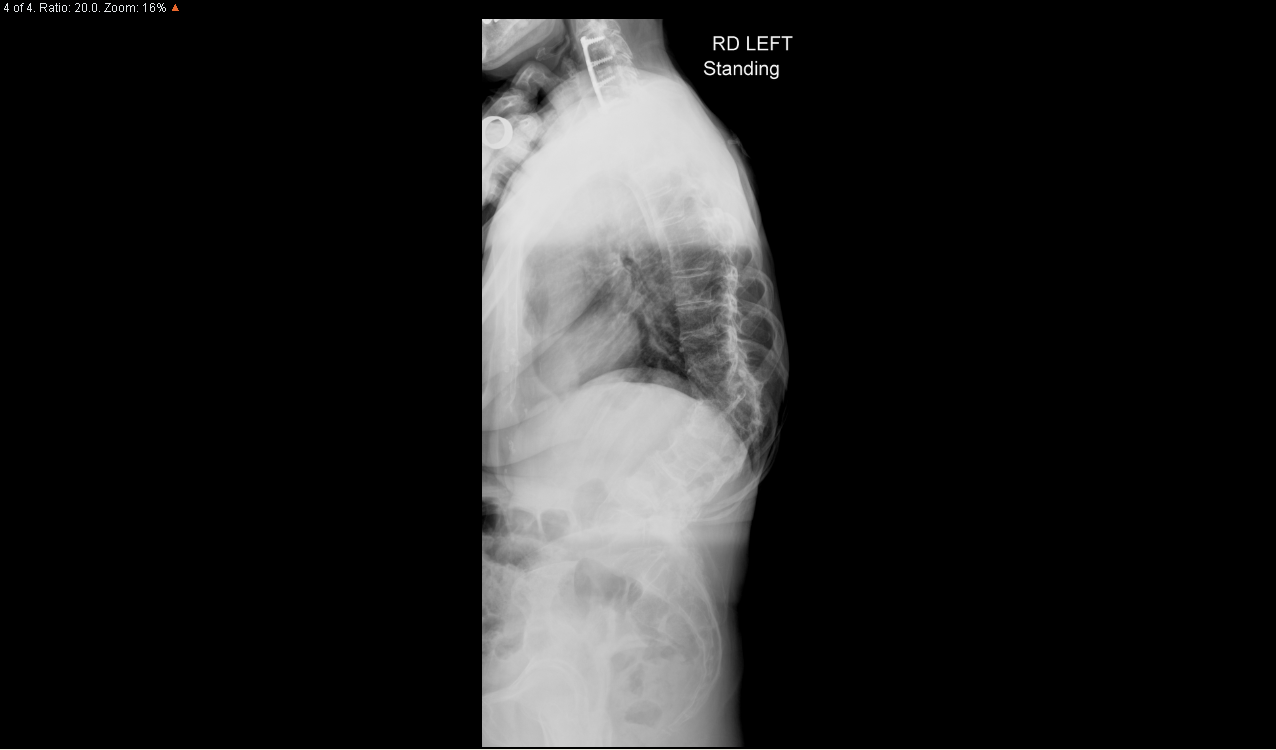 4 of 4. Ratio: 20.0. Zoom: 16%
RD LEFT
Standing